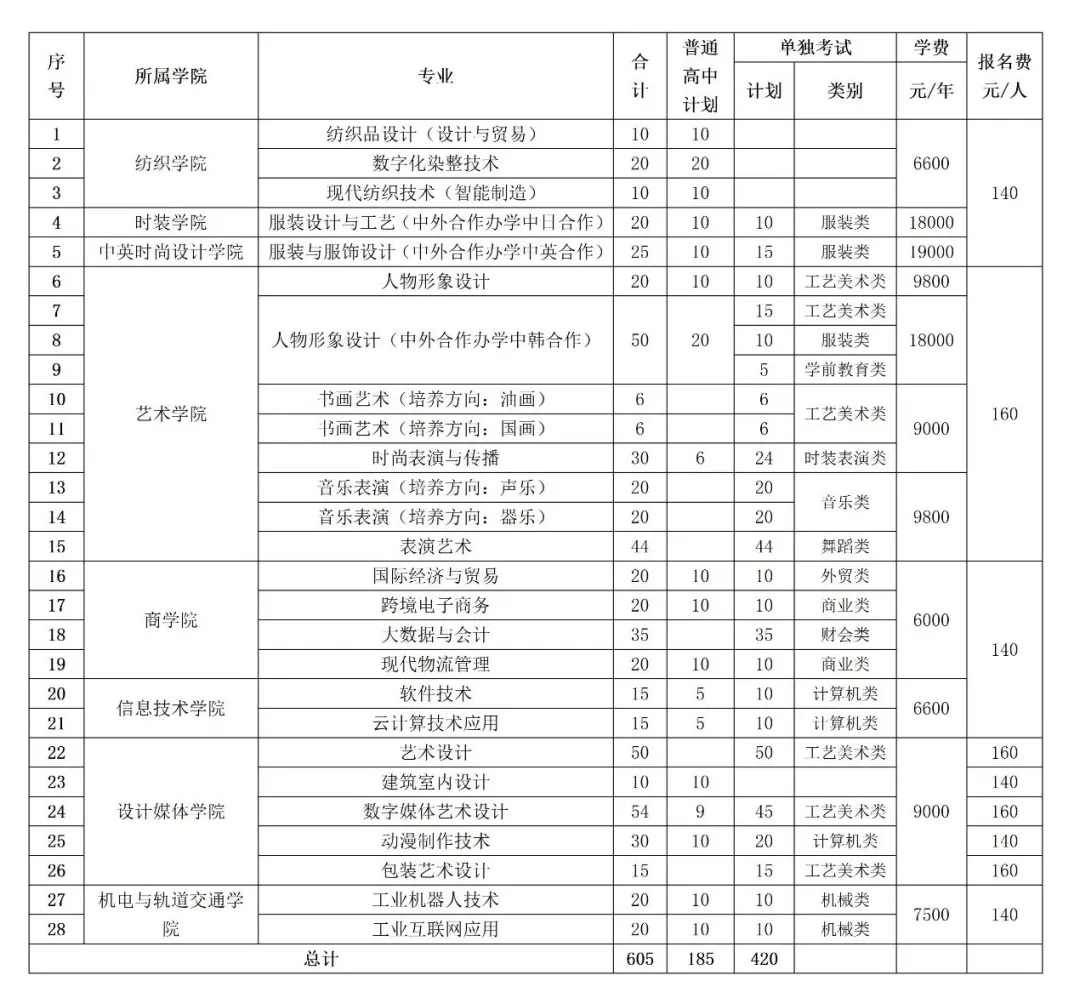 序号 所属学院 专业 合计 普通高中计划 单独考试 学费 报名费
计划 类别 元/年 元/人
1 纺织学院 纺织品设计（设计与贸易） 10 10 6600 140
2 数字化染整技术 20 20
3 现代纺织技术（智能制造） 10 10
4 时装学院 服装设计与工艺（中外合作办学中日合作） 20 10 10 服装类 18000
5 中英时尚设计学院 服装与服饰设计（中外合作办学中英合作） 25 10 15 服装类 19000
6 艺术学院 人物形象设计 20 10 10 工艺美术类 9800 160
7 人物形象设计（中外合作办学中韩合作） 50 20 15 工艺美术类 18000
8 10 服装类
9 5 学前教育类
10 书画艺术（培养方向：油画） 6 6 工艺美术类 9000
11 书画艺术（培养方向：国画） 6 6
12 时尚表演与传播 30 6 24 时装表演类
13 音乐表演（培养方向：声乐） 20 20 音乐类 9800
14 音乐表演（培养方向：器乐） 20 20
15 表演艺术 44 44 舞蹈类
16 商学院 国际经济与贸易 20 10 10 外贸类 6000 140
17 跨境电子商务 20 10 10 商业类
18 大数据与会计 35 35 财会类
19 现代物流管理 20 10 10 商业类
20 信息技术学院 软件技术 15 5 10 计算机类 6600
21 云计算技术应用 15 5 10 计算机类
22 设计媒体学院 艺术设计 50 50 工艺美术类 9000 160
23 建筑室内设计 10 10 140
24 数字媒体艺术设计 54 9 45 工艺美术类 160
25 动漫制作技术 30 10 20 计算机类 140
26 包装艺术设计 15 15 工艺美术类 160
27 机电与轨道交通学院 工业机器人技术 20 10 10 机械类 7500 140
28 工业互联网应用 20 10 10 机械类
总计 605 185 420